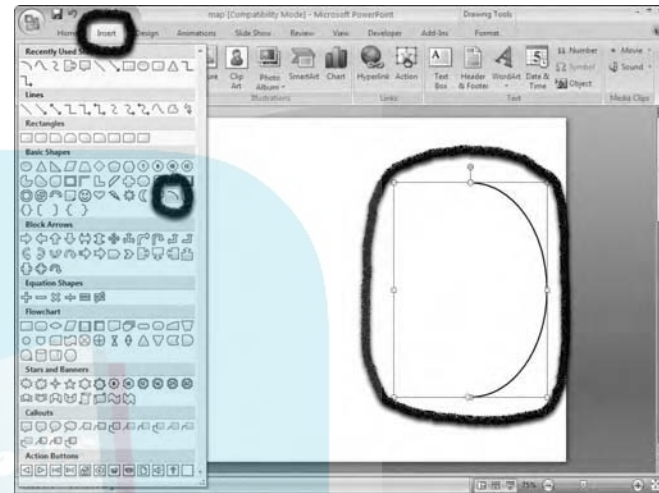 map [Compatibility Mode] - Microsoft PowerPoint
Drawing Tools
Home Insert Design Animations Slide Show Review View Developer Add-Ins Format
Recently Used
Lines
Rectangles
Basic Shapes
Block Arrows
Equation Shapes
Flowchart
Stars and Banners
Callouts
Action Buttons
Clip Art
Photo Album
SmartArt
Chart
Illustrations
Hyperlink
Action
Links
Text Box
Header & Footer
WordArt
Date & Time
Number
Symbol
Object
Text
Movie
Sound
Media Clips
75%